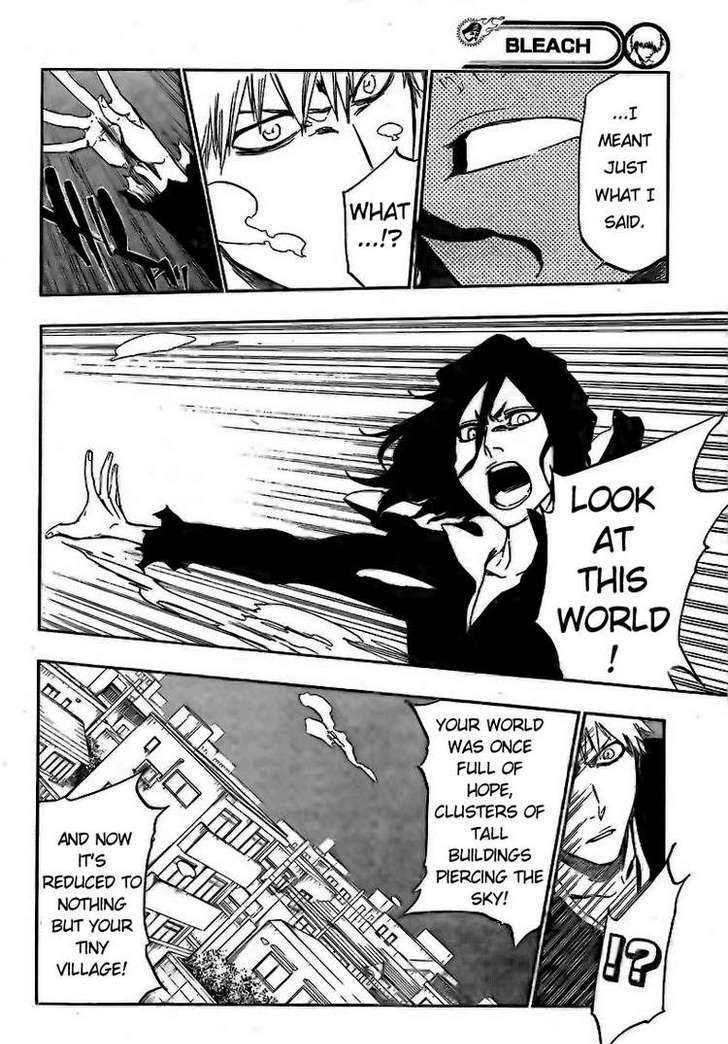 BLEACH
...I
MEANT
JUST
WHAT I
SAID.
WHAT
...!?
LOOK
AT
THIS
WORLD
!
YOUR WORLD
WAS ONCE
FULL OF
HOPE,
CLUSTERS OF
TALL
BUILDINGS
PIERCING THE
SKY!
!?
AND NOW
IT'S
REDUCED TO
NOTHING
BUT YOUR
TINY
VILLAGE!